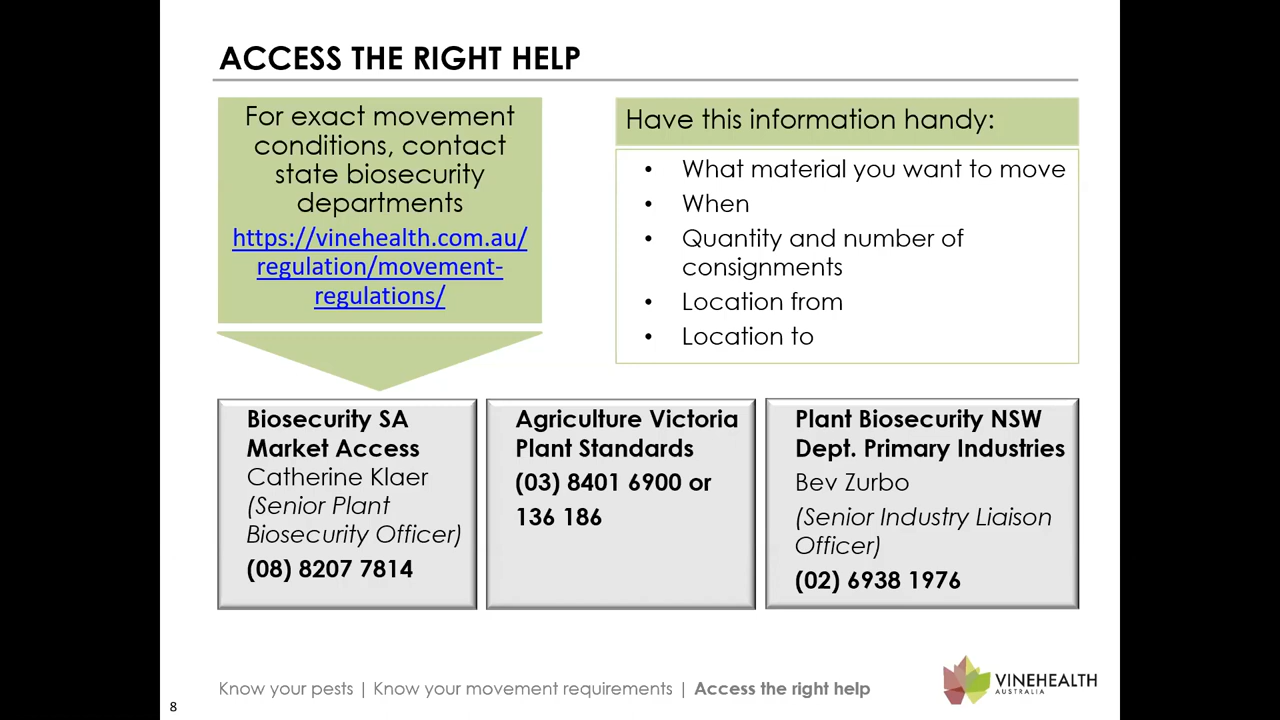 ACCESS THE RIGHT HELP
For exact movement
conditions, contact
state biosecurity
departments
https://vinehealth.com.au/
regulation/movement-
regulations/
Have this information handy:
• What material you want to move
• When
• Quantity and number of
consignments
• Location from
• Location to
Biosecurity SA
Market Access
Catherine Klaer
(Senior Plant
Biosecurity Officer)
(08) 8207 7814
Agriculture Victoria
Plant Standards
(03) 8401 6900 or
136 186
Plant Biosecurity NSW
Dept. Primary Industries
Bev Zurbo
(Senior Industry Liaison
Officer)
(02) 6938 1976
Know your pests | Know your movement requirements | Access the right help
VINEHEALTH
AUSTRALIA
8